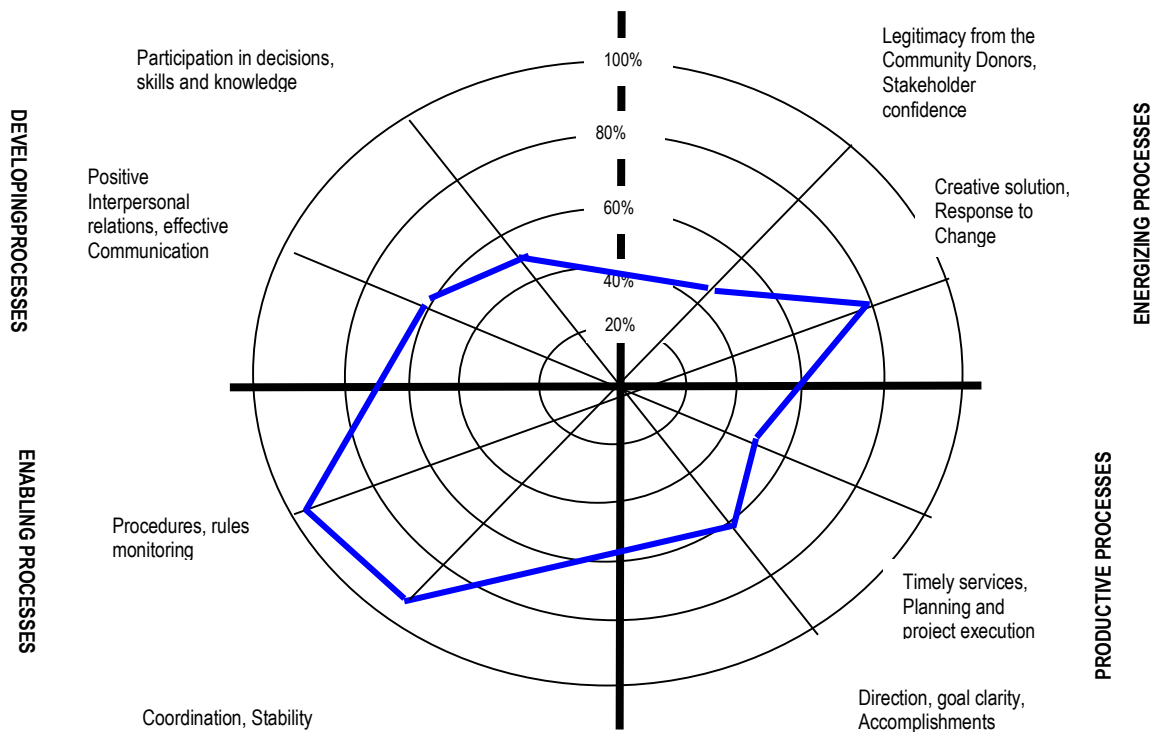 Participation in decisions,
skills and knowledge
Legitimacy from the
Community Donors,
Stakeholder
confidence
100%
80%
60%
40%
20%
DEVELOPINGPROCESSES
ENERGIZING PROCESSES
Positive
Interpersonal
relations, effective
Communication
Creative solution,
Response to
Change
ENABLING PROCESSES
PRODUCTIVE PROCESSES
Procedures, rules
monitoring
Timely services,
Planning and
project execution
Coordination, Stability
Direction, goal clarity,
Accomplishments